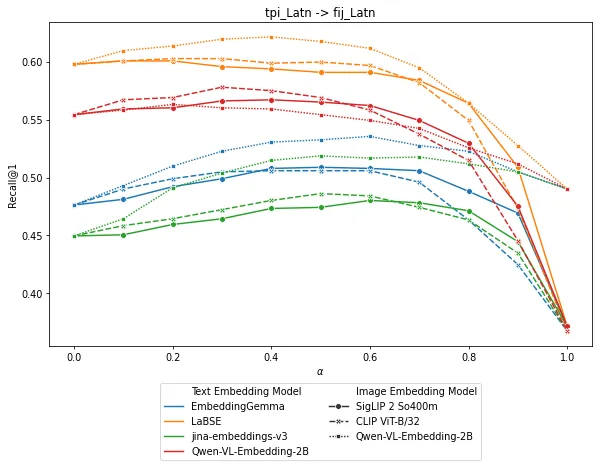 tpi_Latn -> fij_Latn
Recall@1
0.60
0.55
0.50
0.45
0.40
0.0
0.2
0.4
0.6
0.8
1.0
α
Text Embedding Model
EmbeddingGemma
LaBSE
jina-embeddings-v3
Qwen-VL-Embedding-2B
Image Embedding Model
SigLIP 2 So400m
CLIP ViT-B/32
Qwen-VL-Embedding-2B